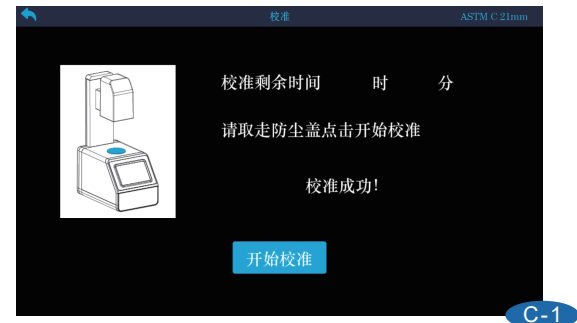 校准
ASTM C 21mm
校准剩余时间 时 分
请取走防尘盖点击开始校准
校准成功!
开始校准
C-1